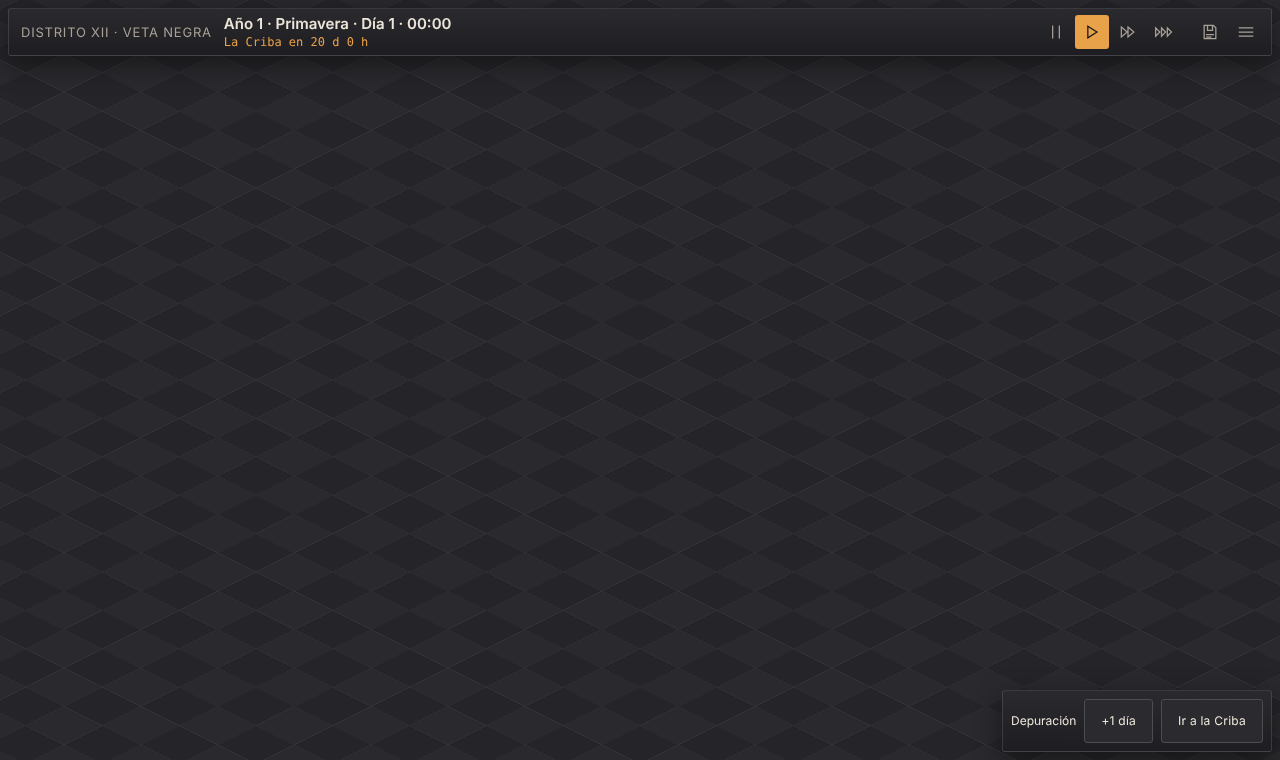 DISTRITO XII · VETA NEGRA
Año 1 · Primavera · Día 1 · 00:00
La Criba en 20 d 0 h
Depuración
+1 día
Ir a la Criba